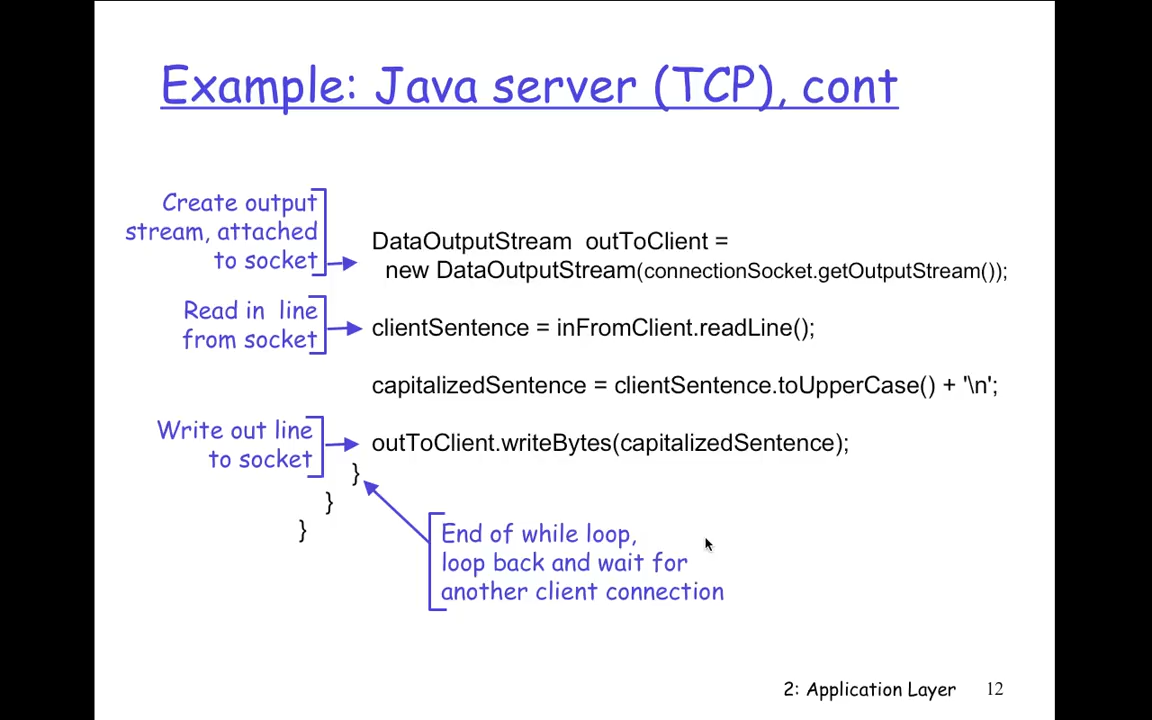 Example: Java server (TCP), cont
Create output
stream, attached
to socket
DataOutputStream outToClient =
new DataOutputStream(connectionSocket.getOutputStream());
Read in line
from socket
clientSentence = inFromClient.readLine();
capitalizedSentence = clientSentence.toUpperCase() + '\n';
Write out line
to socket
outToClient.writeBytes(capitalizedSentence);
}
}
}
End of while loop,
loop back and wait for
another client connection
2: Application Layer 12